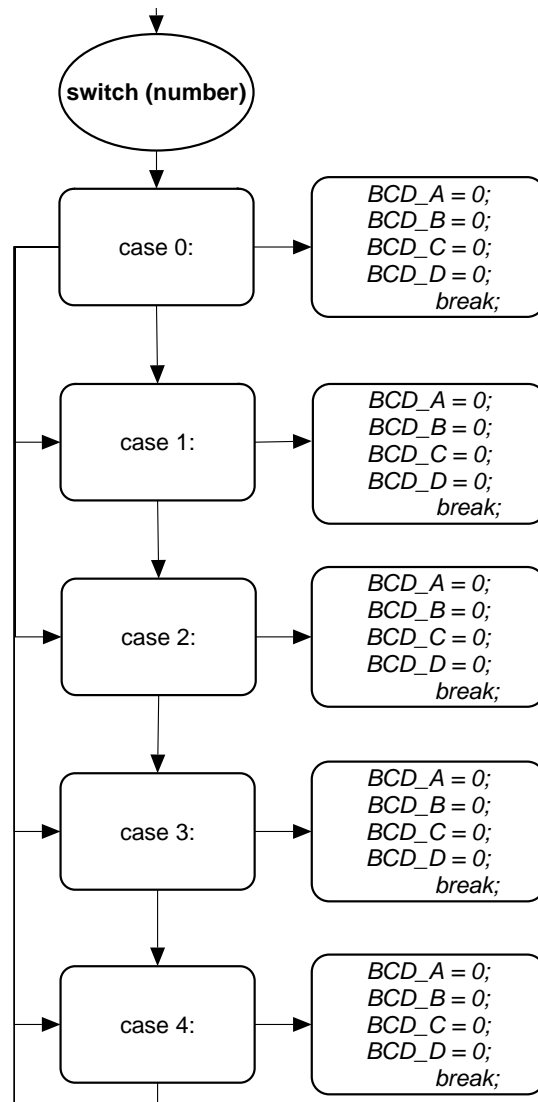 switch (number)
case 0:
BCD_A = 0;
BCD_B = 0;
BCD_C = 0;
BCD_D = 0;
break;
case 1:
BCD_A = 0;
BCD_B = 0;
BCD_C = 0;
BCD_D = 0;
break;
case 2:
BCD_A = 0;
BCD_B = 0;
BCD_C = 0;
BCD_D = 0;
break;
case 3:
BCD_A = 0;
BCD_B = 0;
BCD_C = 0;
BCD_D = 0;
break;
case 4:
BCD_A = 0;
BCD_B = 0;
BCD_C = 0;
BCD_D = 0;
break;